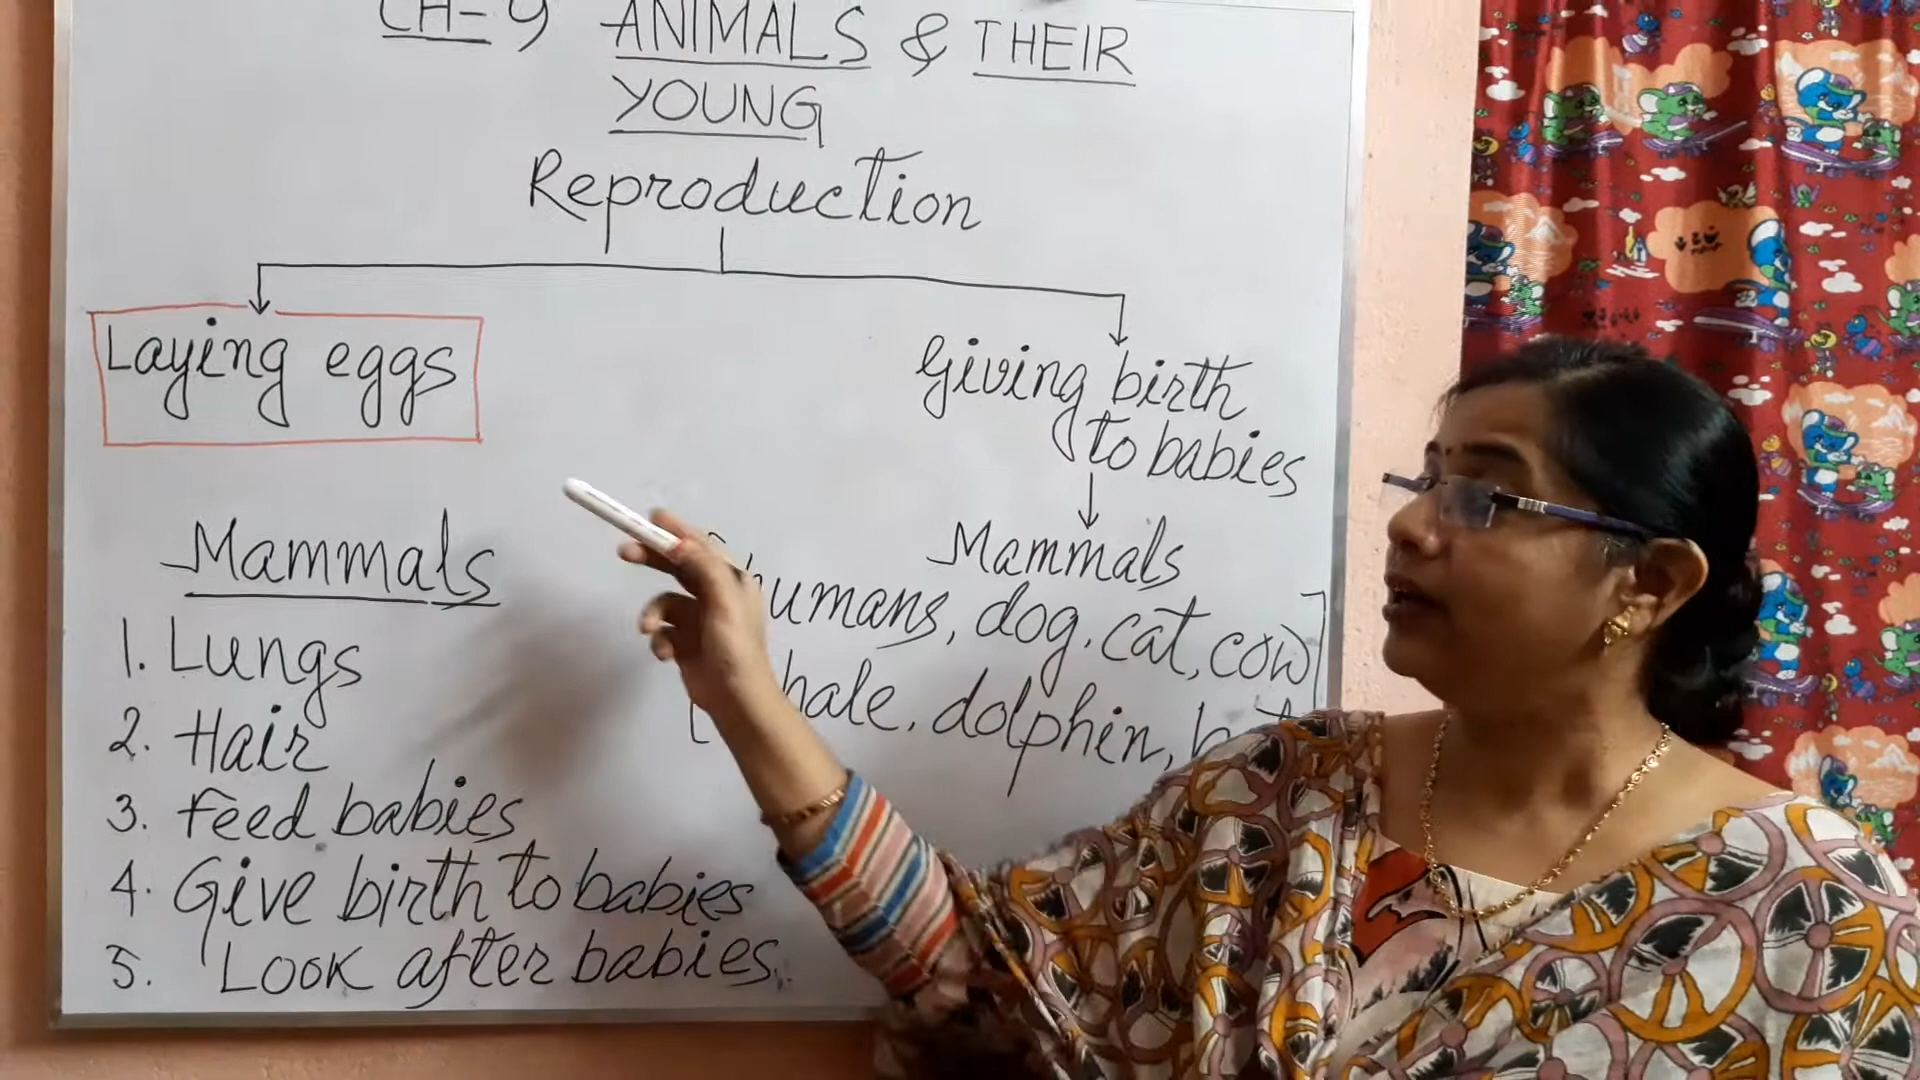 CH-9 ANIMALS & THEIR
YOUNG
Reproduction
Laying eggs
Giving birth
to babies
Mammals
humans, dog, cat, cow
dolphin,
Mammals
1. Lungs
2. Hair
3. Feed babies
4. Give birth to babies
5. Look after babies.